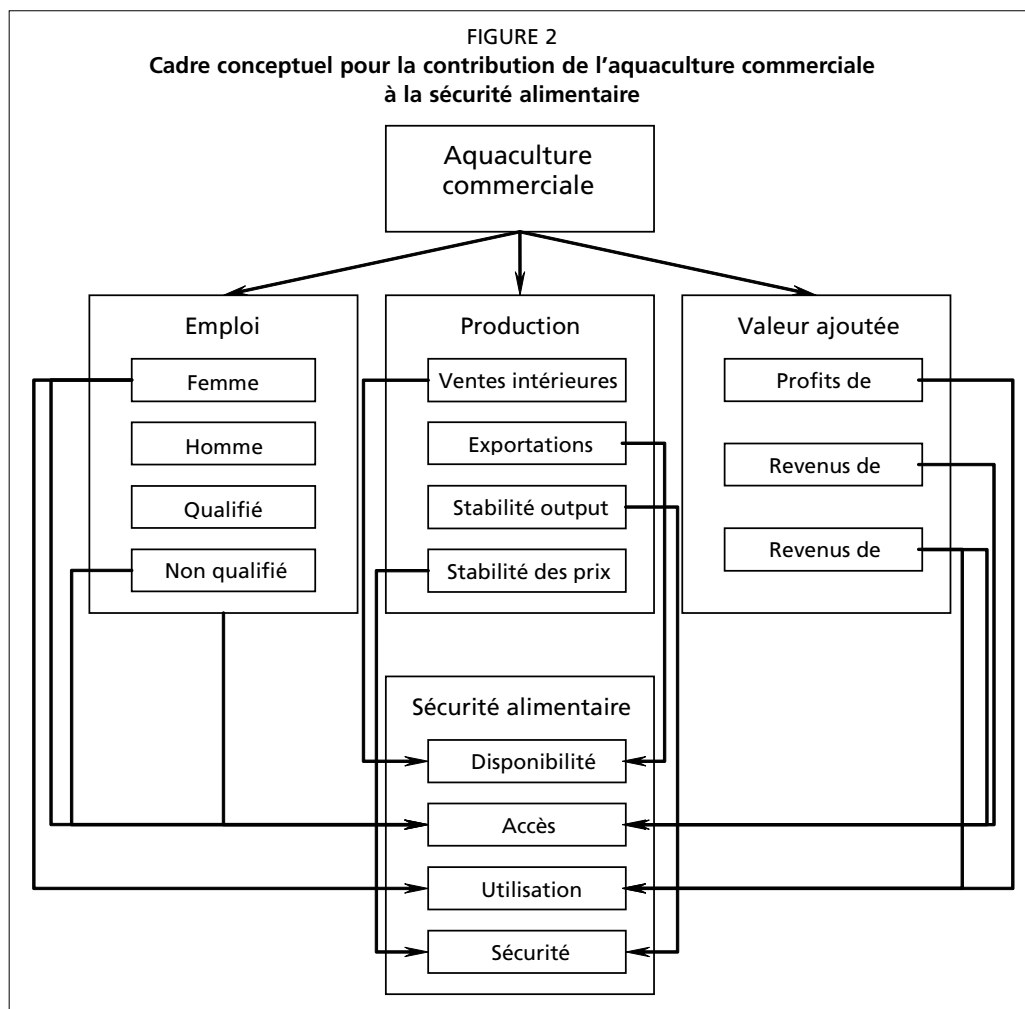 FIGURE 2
Cadre conceptuel pour la contribution de l’aquaculture commerciale
à la sécurité alimentaire
Aquaculture
commerciale
Emploi
Femme
Homme
Qualifié
Non qualifié
Production
Ventes intérieures
Exportations
Stabilité output
Stabilité des prix
Valeur ajoutée
Profits de
Revenus de
Revenus de
Sécurité alimentaire
Disponibilité
Accès
Utilisation
Sécurité